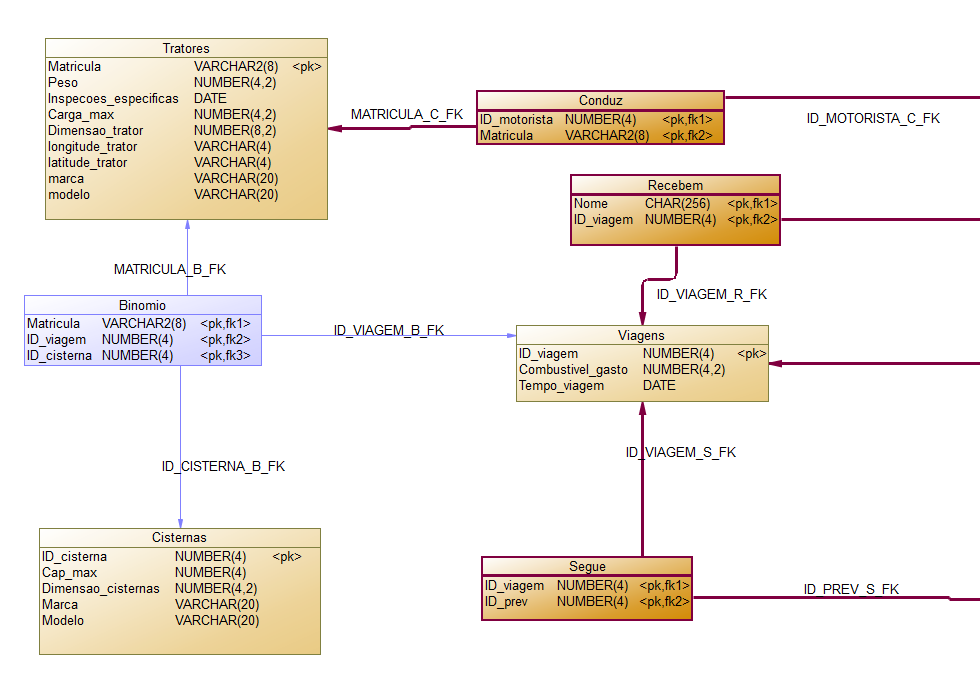 Tratores
Matricula VARCHAR2(8) <pk>
Peso NUMBER(4,2)
Inspecoes_especificas DATE
Carga_max NUMBER(4,2)
Dimensao_trator NUMBER(8,2)
longitude_trator VARCHAR(4)
latitude_trator VARCHAR(4)
marca VARCHAR(20)
modelo VARCHAR(20)
MATRICULA_C_FK
Conduz
ID_motorista NUMBER(4) <pk,fk1>
Matricula VARCHAR2(8) <pk,fk2>
ID_MOTORISTA_C_FK
Recebem
Nome CHAR(256) <pk,fk1>
ID_viagem NUMBER(4) <pk,fk2>
MATRICULA_B_FK
ID_VIAGEM_R_FK
Binomio
Matricula VARCHAR2(8) <pk,fk1>
ID_viagem NUMBER(4) <pk,fk2>
ID_cisterna NUMBER(4) <pk,fk3>
ID_VIAGEM_B_FK
Viagens
ID_viagem NUMBER(4) <pk>
Combustivel_gasto NUMBER(4,2)
Tempo_viagem DATE
ID_CISTERNA_B_FK
ID_VIAGEM_S_FK
Cisternas
ID_cisterna NUMBER(4) <pk>
Cap_max NUMBER(4)
Dimensao_cisternas NUMBER(4,2)
Marca VARCHAR(20)
Modelo VARCHAR(20)
Segue
ID_viagem NUMBER(4) <pk,fk1>
ID_prev NUMBER(4) <pk,fk2>
ID_PREV_S_FK